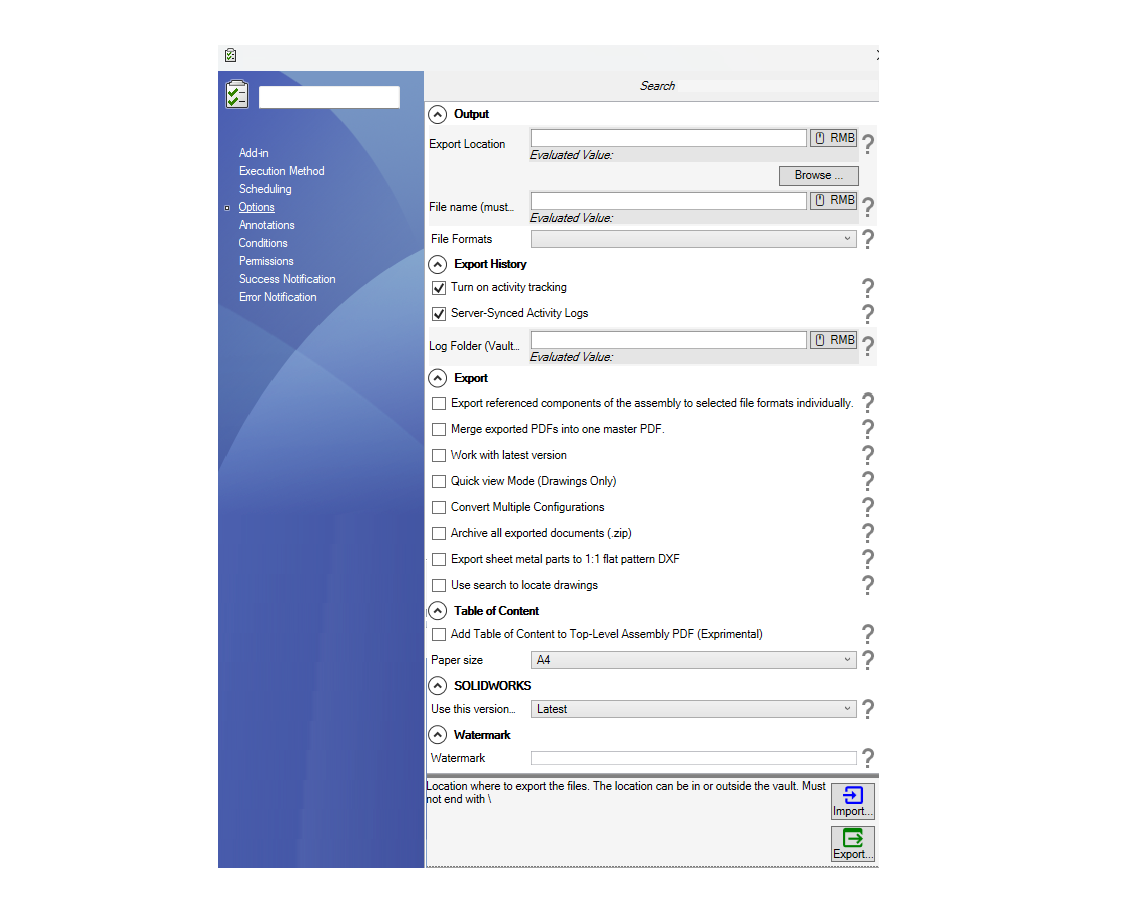 Search
Add-in
Execution Method
Scheduling
Options
Annotations
Conditions
Permissions
Success Notification
Error Notification
Output
Export Location
RMB
Evaluated Value:
Browse ...
File name (must...
RMB
Evaluated Value:
File Formats
Export History
Turn on activity tracking
Server-Synced Activity Logs
Log Folder (Vault...
RMB
Evaluated Value:
Export
Export referenced components of the assembly to selected file formats individually.
Merge exported PDFs into one master PDF.
Work with latest version
Quick view Mode (Drawings Only)
Convert Multiple Configurations
Archive all exported documents (.zip)
Export sheet metal parts to 1:1 flat pattern DXF
Use search to locate drawings
Table of Content
Add Table of Content to Top-Level Assembly PDF (Exprimental)
Paper size A4
SOLIDWORKS
Use this version... Latest
Watermark
Watermark
Location where to export the files. The location can be in or outside the vault. Must
not end with \
Import...
Export...